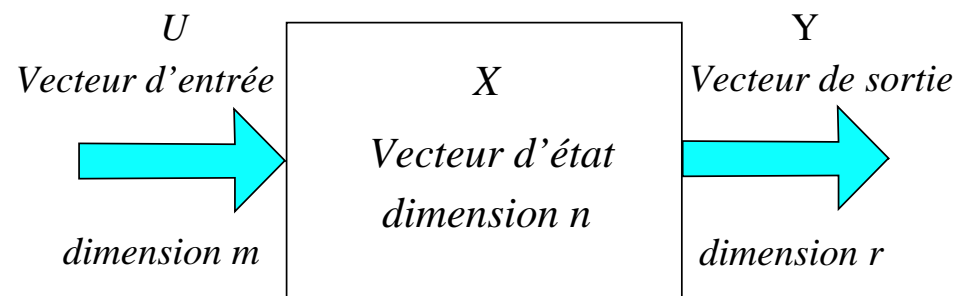 U
Vecteur d'entrée
dimension m
X
Vecteur d'état
dimension n
Y
Vecteur de sortie
dimension r